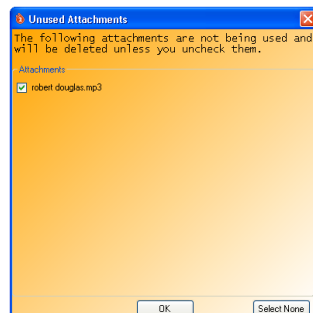 Unused Attachments
The following attachments are not being used and
will be deleted unless you uncheck them.
Attachments
robert douglas.mp3
OK
Select None